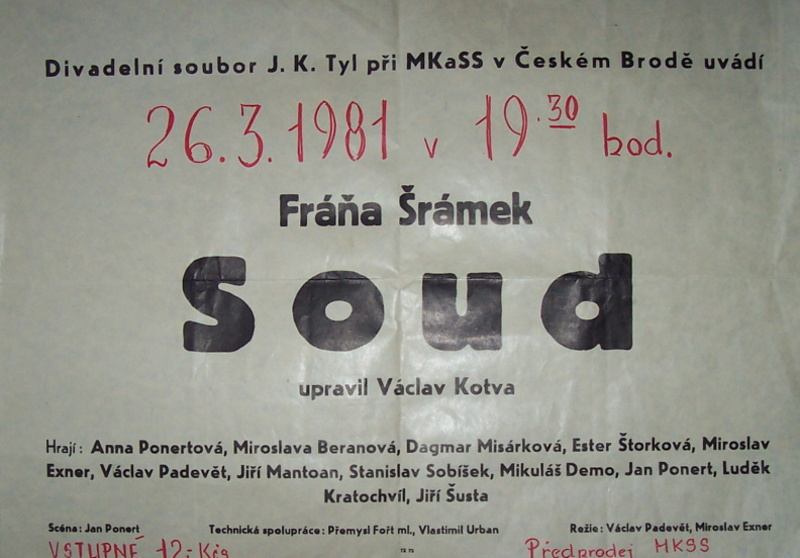 Divadelní soubor J. K. Tyl při MKaSS v Českém Brodě uvádí
26.3.1981 v 19.30 hod.
Fráňa Šrámek
Soud
upravil Václav Kotva
Hrají: Anna Ponertová, Miroslava Beranová, Dagmar Misárková, Ester Štorková, Miroslav
Exner, Václav Padevět, Jiří Mantoan, Stanislav Sobíšek, Mikuláš Demo, Jan Ponert, Luděk
Kratochvíl, Jiří Šusta
Scéna: Jan Ponert Technická spolupráce: Přemysl Fořt ml., Vlastimil Urban Režie: Václav Padevět, Miroslav Exner
VSTUPNÉ 12,- Kčs Předprodej MKSS